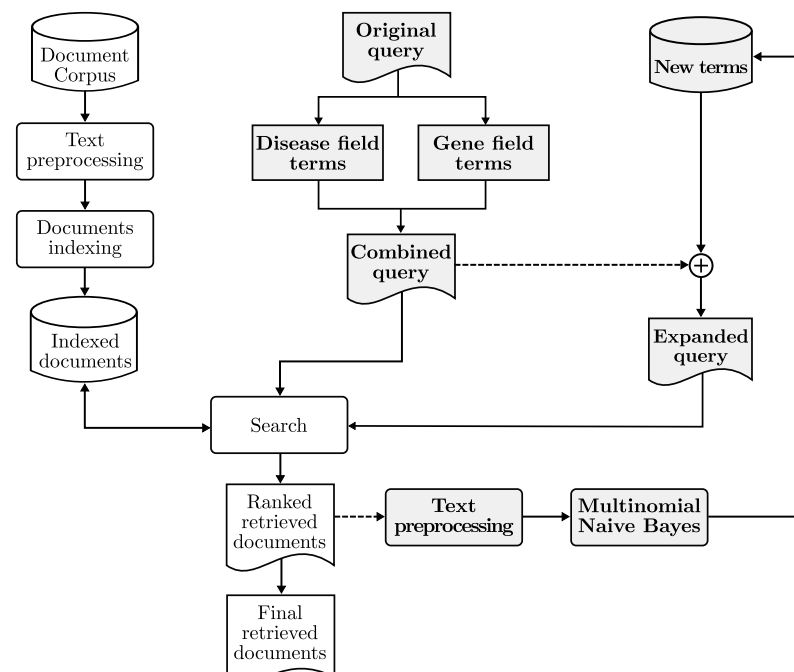 Document
Corpus
Original
query
New terms
Text
preprocessing
Disease field
terms
Gene field
terms
Documents
indexing
Combined
query
Indexed
documents
Expanded
query
Search
Ranked
retrieved
documents
Text
preprocessing
Multinomial
Naive Bayes
Final
retrieved
documents